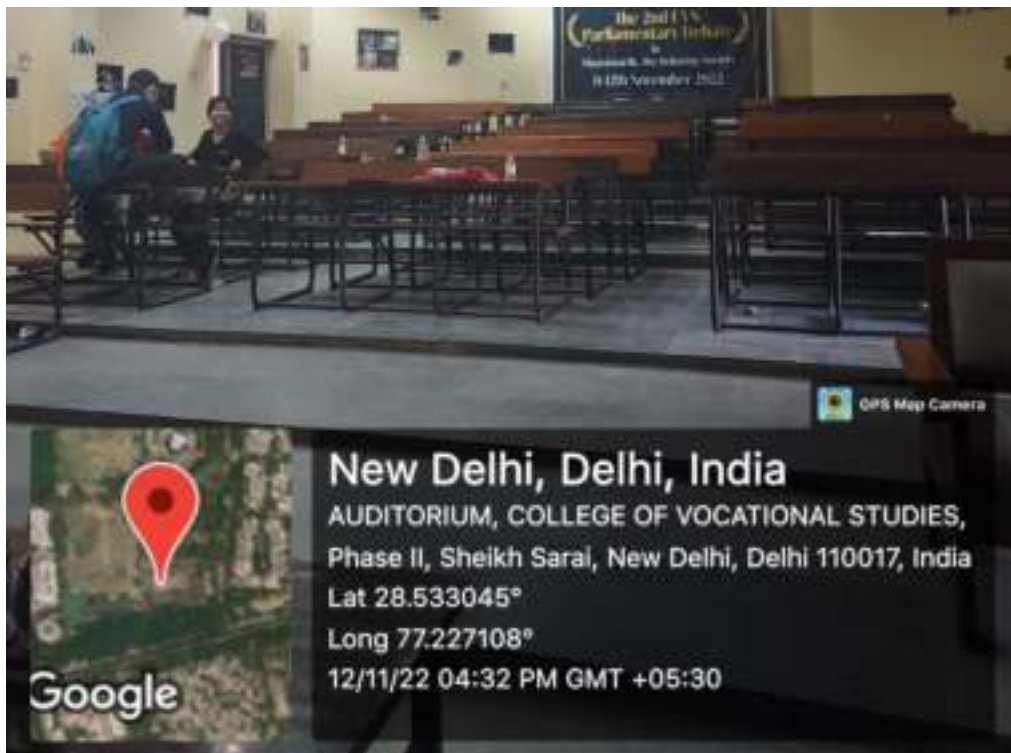 The 2nd CVS
Parliamentary Debate
November 2022
GPS Map Camera
New Delhi, Delhi, India
AUDITORIUM, COLLEGE OF VOCATIONAL STUDIES,
Phase II, Sheikh Sarai, New Delhi, Delhi 110017, India
Lat 28.533045°
Long 77.227108°
12/11/22 04:32 PM GMT +05:30
Google